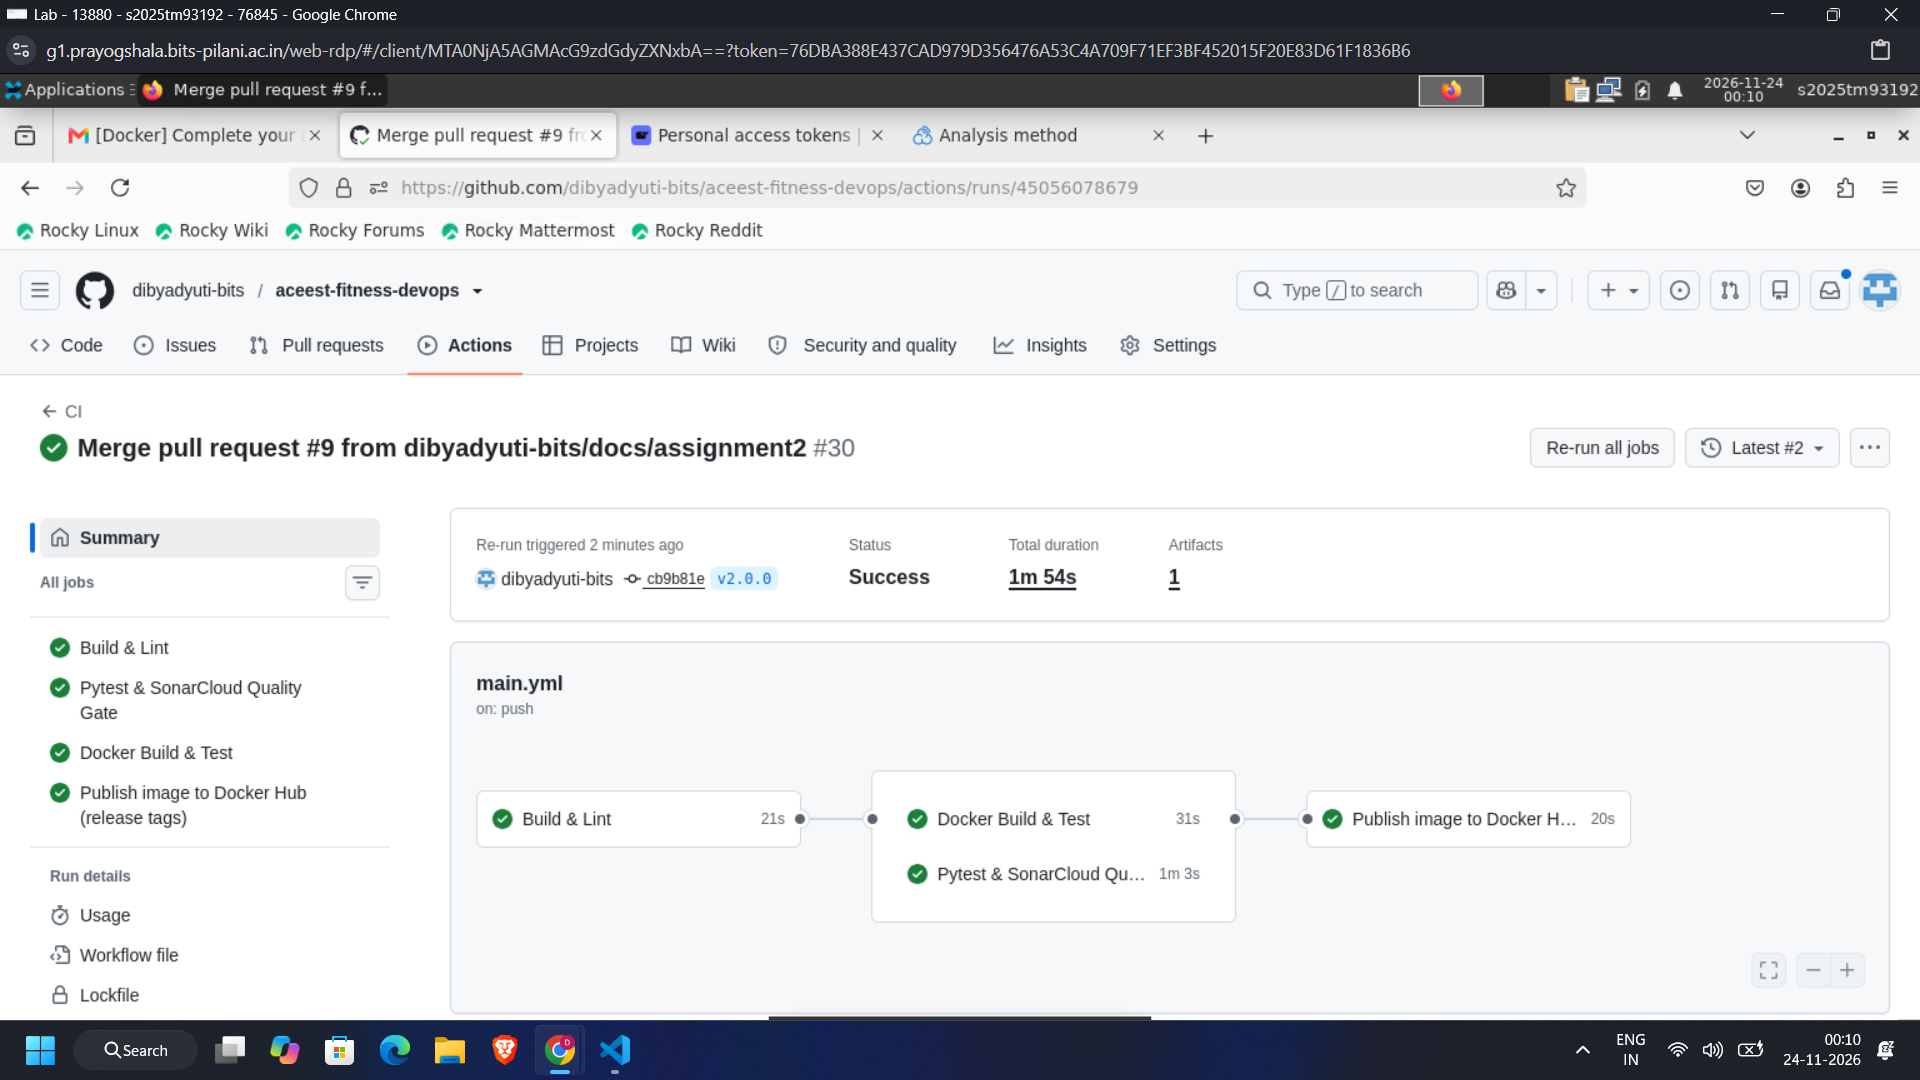 Lab - 13880 - s2025tm93192 - 76845 - Google Chrome
g1.prayogshala.bits-pilani.ac.in/web-rdp/#/client/MTA0NjA5AGMAcG9zdGdyZXNxbA==?token=76DBA388E437CAD979D356476A53C4A709F71EF3BF452015F20E83D61F1836B6
Applications Merge pull request #9 f... 2026-11-24 00:10 s2025tm93192
[Docker] Complete your Merge pull request #9 fr Personal access tokens | Analysis method
https://github.com/dibyadyuti-bits/aceest-fitness-devops/actions/runs/45056078679
Rocky Linux Rocky Wiki Rocky Forums Rocky Mattermost Rocky Reddit
dibyadyuti-bits / aceest-fitness-devops Type / to search
Code Issues Pull requests Actions Projects Wiki Security and quality Insights Settings
CI
Merge pull request #9 from dibyadyuti-bits/docs/assignment2 #30
Re-run all jobs Latest #2
Summary
All jobs
Build & Lint
Pytest & SonarCloud Quality
Gate
Docker Build & Test
Publish image to Docker Hub
(release tags)
Run details
Usage
Workflow file
Lockfile
Re-run triggered 2 minutes ago Status Total duration Artifacts
dibyadyuti-bits cb9b81e v2.0.0 Success 1m 54s 1
main.yml
on: push
Build & Lint 21s
Docker Build & Test 31s
Pytest & SonarCloud Qu... 1m 3s
Publish image to Docker H... 20s
Search
ENG
IN
00:10
24-11-2026